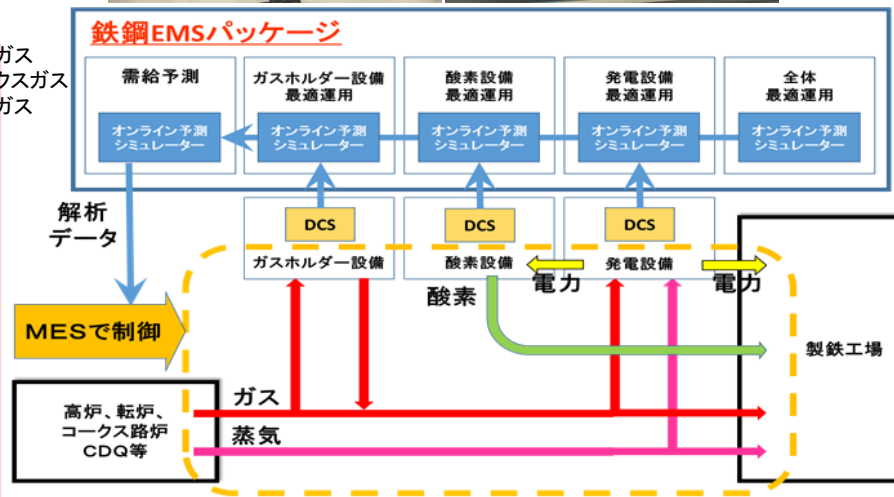 鉄鋼EMSパッケージ
ガス
クスガス
ガス
需給予測
ガスホルダー設備
最適運用
酸素設備
最適運用
発電設備
最適運用
全体
最適運用
オンライン予測
シミュレーター
オンライン予測
シミュレーター
オンライン予測
シミュレーター
オンライン予測
シミュレーター
オンライン予測
シミュレーター
解析
データ
DCS
DCS
DCS
ガスホルダー設備
酸素設備
発電設備
電力
電力
酸素
MESで制御
製鉄工場
ガス
高炉、転炉、
コークス路炉
CDQ等
蒸気